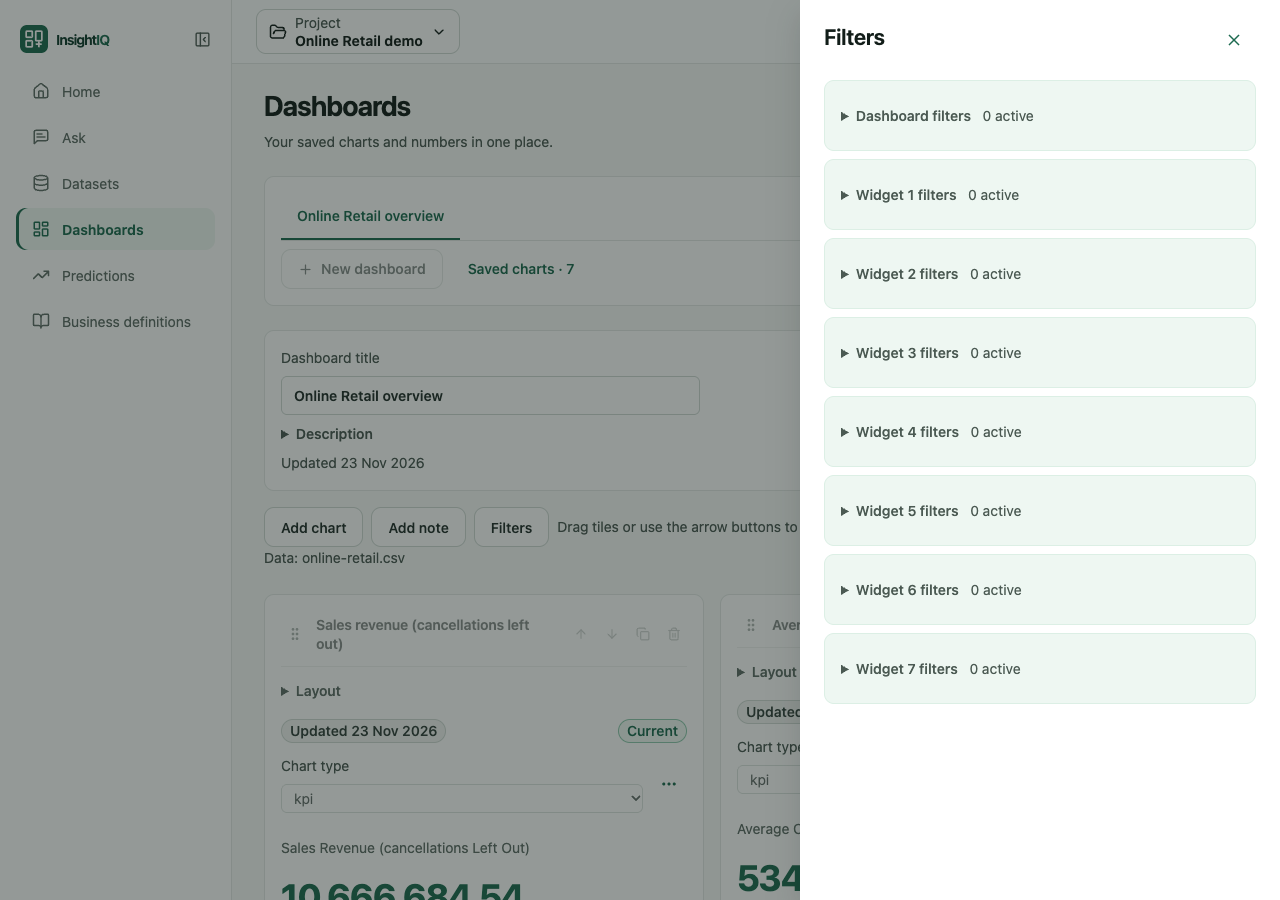 InsightIQ
Home
Ask
Datasets
Dashboards
Predictions
Business definitions
Project
Online Retail demo
Dashboards
Your saved charts and numbers in one place.
Online Retail overview
New dashboard
Saved charts · 7
Dashboard title
Online Retail overview
Description
Updated 23 Nov 2026
Add chart
Add note
Filters
Drag tiles or use the arrow buttons to
Data: online-retail.csv
Sales revenue (cancellations left
out)
Layout
Updated 23 Nov 2026
Current
Chart type
kpi
Sales Revenue (cancellations Left Out)
10,666,684.54
Layout
Chart type
kpi
Average
534
Filters
Dashboard filters 0 active
Widget 1 filters 0 active
Widget 2 filters 0 active
Widget 3 filters 0 active
Widget 4 filters 0 active
Widget 5 filters 0 active
Widget 6 filters 0 active
Widget 7 filters 0 active